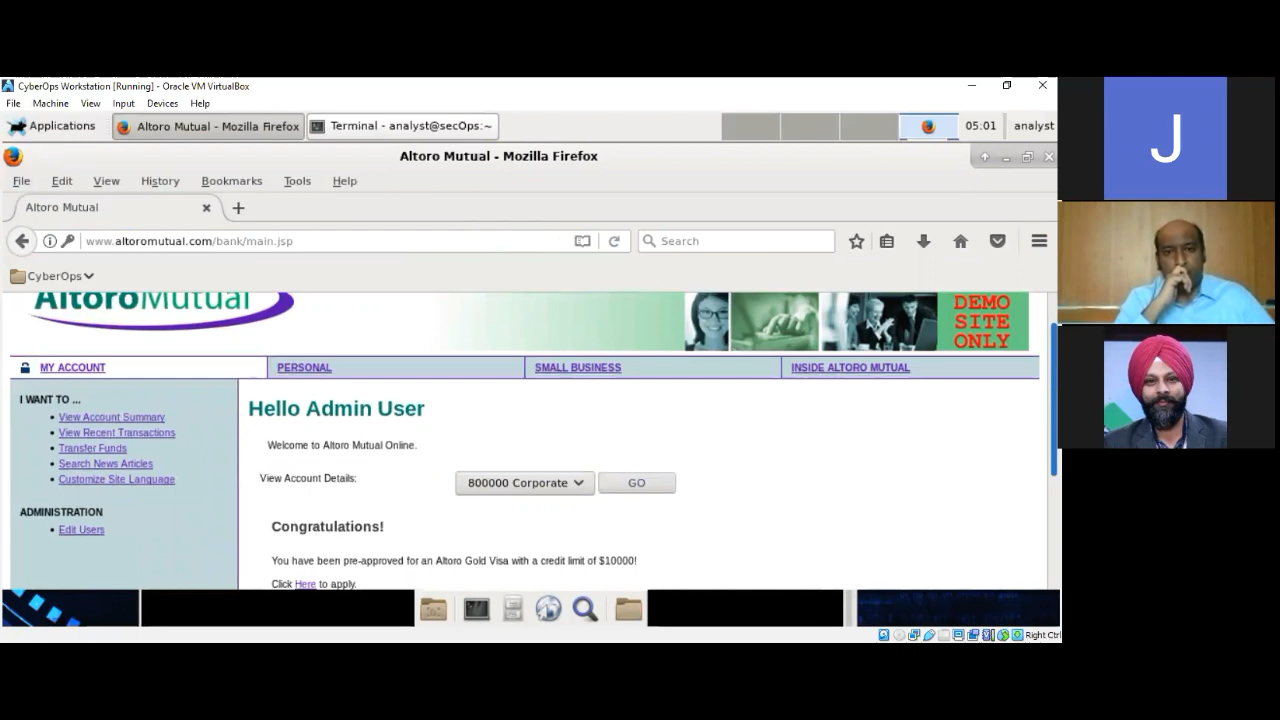 CyberOps Workstation [Running] - Oracle VM VirtualBox
File Machine View Input Devices Help
Applications Altoro Mutual - Mozilla Firefox Terminal - analyst@secOps:~ 05:01 analyst
Altoro Mutual - Mozilla Firefox
File Edit View History Bookmarks Tools Help
Altoro Mutual
www.altoromutual.com/bank/main.jsp Search
CyberOps
AltoroMutual
DEMO
SITE
ONLY
MY ACCOUNT PERSONAL SMALL BUSINESS INSIDE ALTORO MUTUAL
I WANT TO ...
View Account Summary
View Recent Transactions
Transfer Funds
Search News Articles
Customize Site Language
ADMINISTRATION
Edit Users
Hello Admin User
Welcome to Altoro Mutual Online.
View Account Details: 800000 Corporate GO
Congratulations!
You have been pre-approved for an Altoro Gold Visa with a credit limit of $10000!
Click Here to apply.
Right Ctrl
J